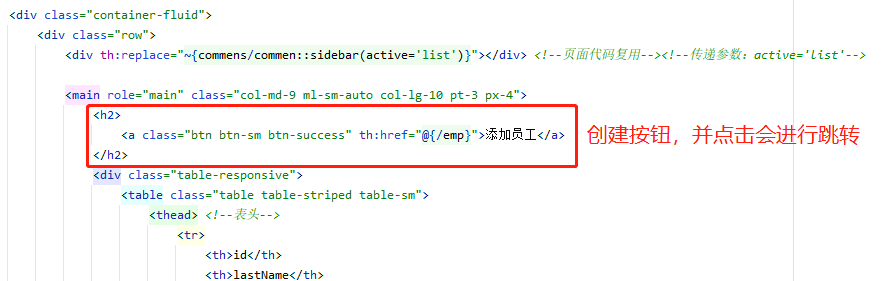 <div class="container-fluid">
<div class="row">
<div th:replace="~{commens/commen::sidebar(active='list')}"></div> <!--页面代码复用--><!--传递参数：active='list'-->
<main role="main" class="col-md-9 ml-sm-auto col-lg-10 pt-3 px-4">
<h2>
<a class="btn btn-sm btn-success" th:href="@{/emp}">添加员工</a>
创建按钮，并点击会进行跳转
</h2>
<div class="table-responsive">
<table class="table table-striped table-sm">
<thead> <!--表头-->
<tr>
<th>id</th>
<th>lastName</th>